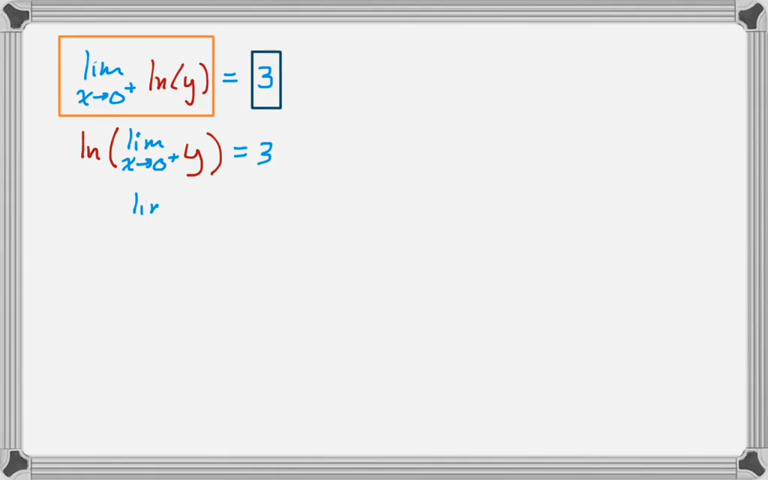 lim x→0⁺ ln(y) = 3
ln(lim x→0⁺ y) = 3